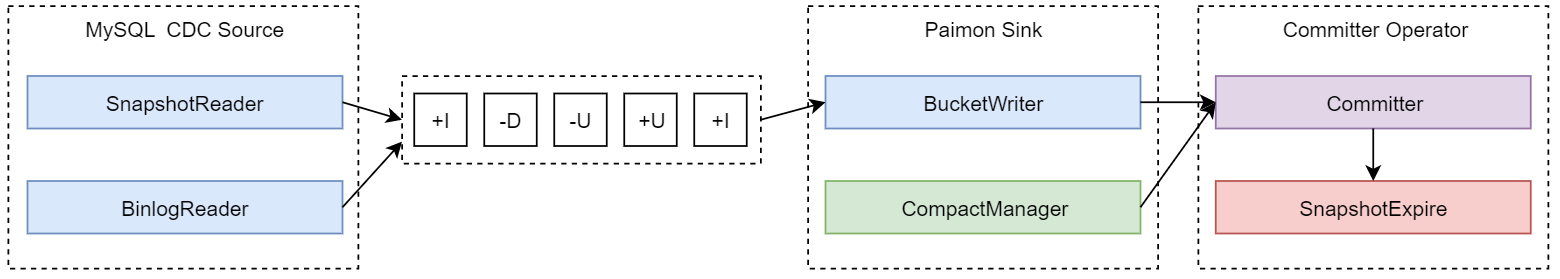 MySQL CDC Source
SnapshotReader
BinlogReader
+I -D -U +U +I
Paimon Sink
BucketWriter
CompactManager
Committer Operator
Committer
SnapshotExpire